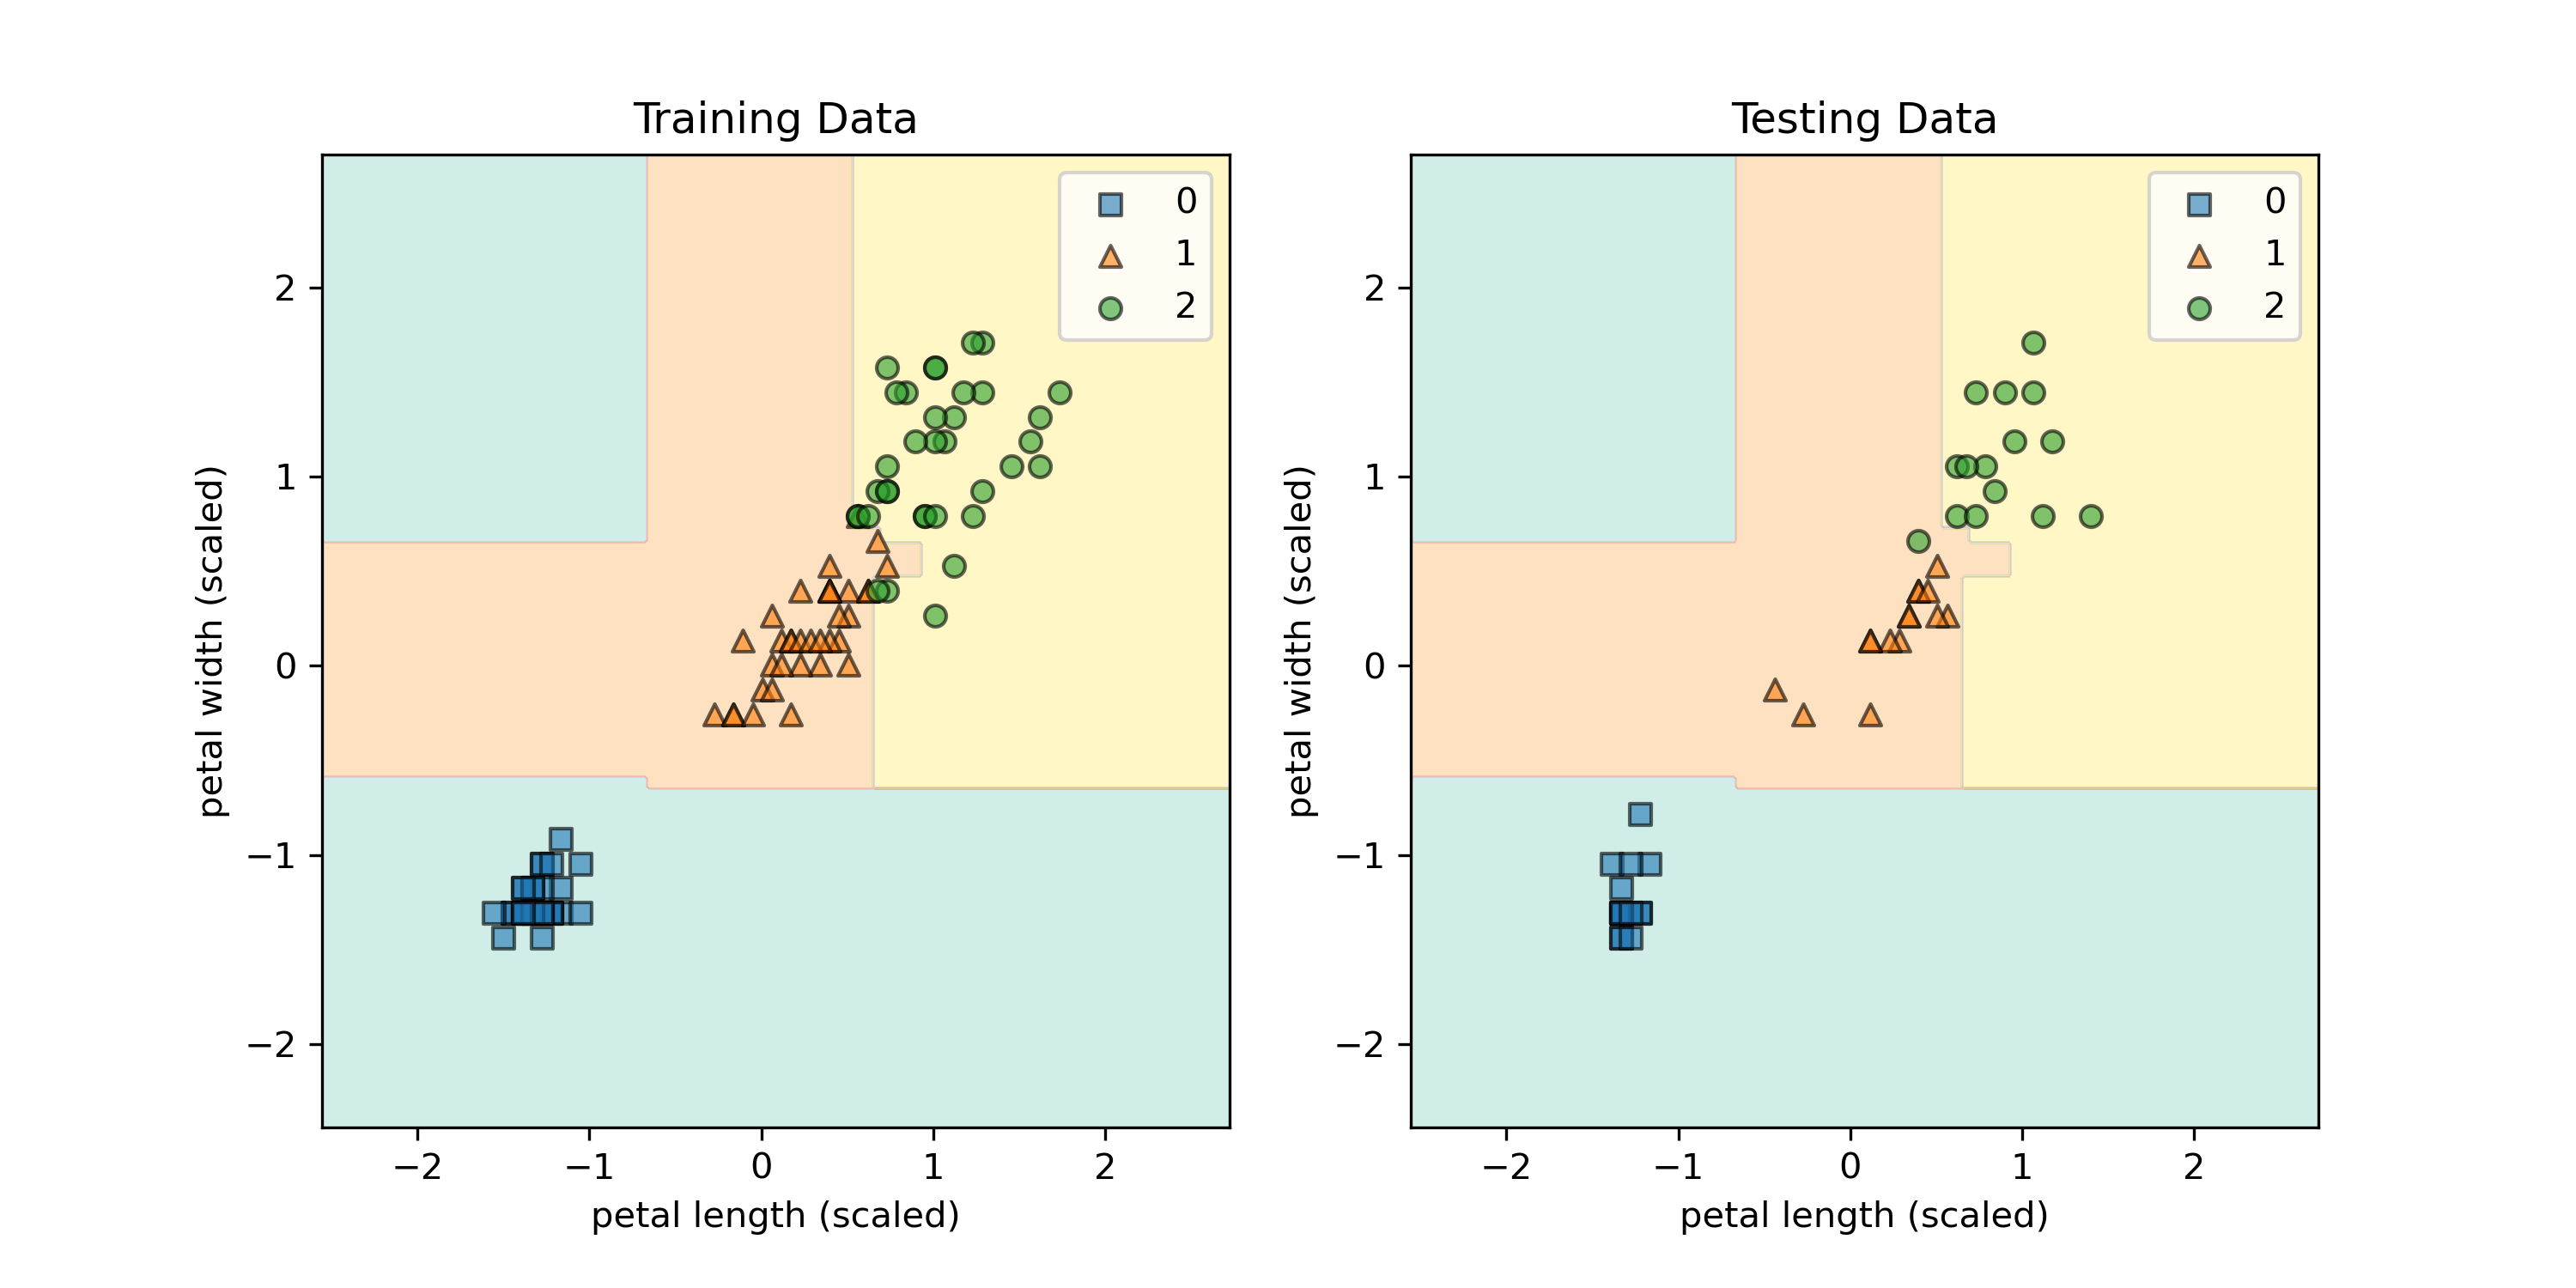 Training Data
0
1
2
2
1
0
−1
−2
petal width (scaled)
−2 −1 0 1 2
petal length (scaled)
Testing Data
0
1
2
2
1
0
−1
−2
petal width (scaled)
−2 −1 0 1 2
petal length (scaled)